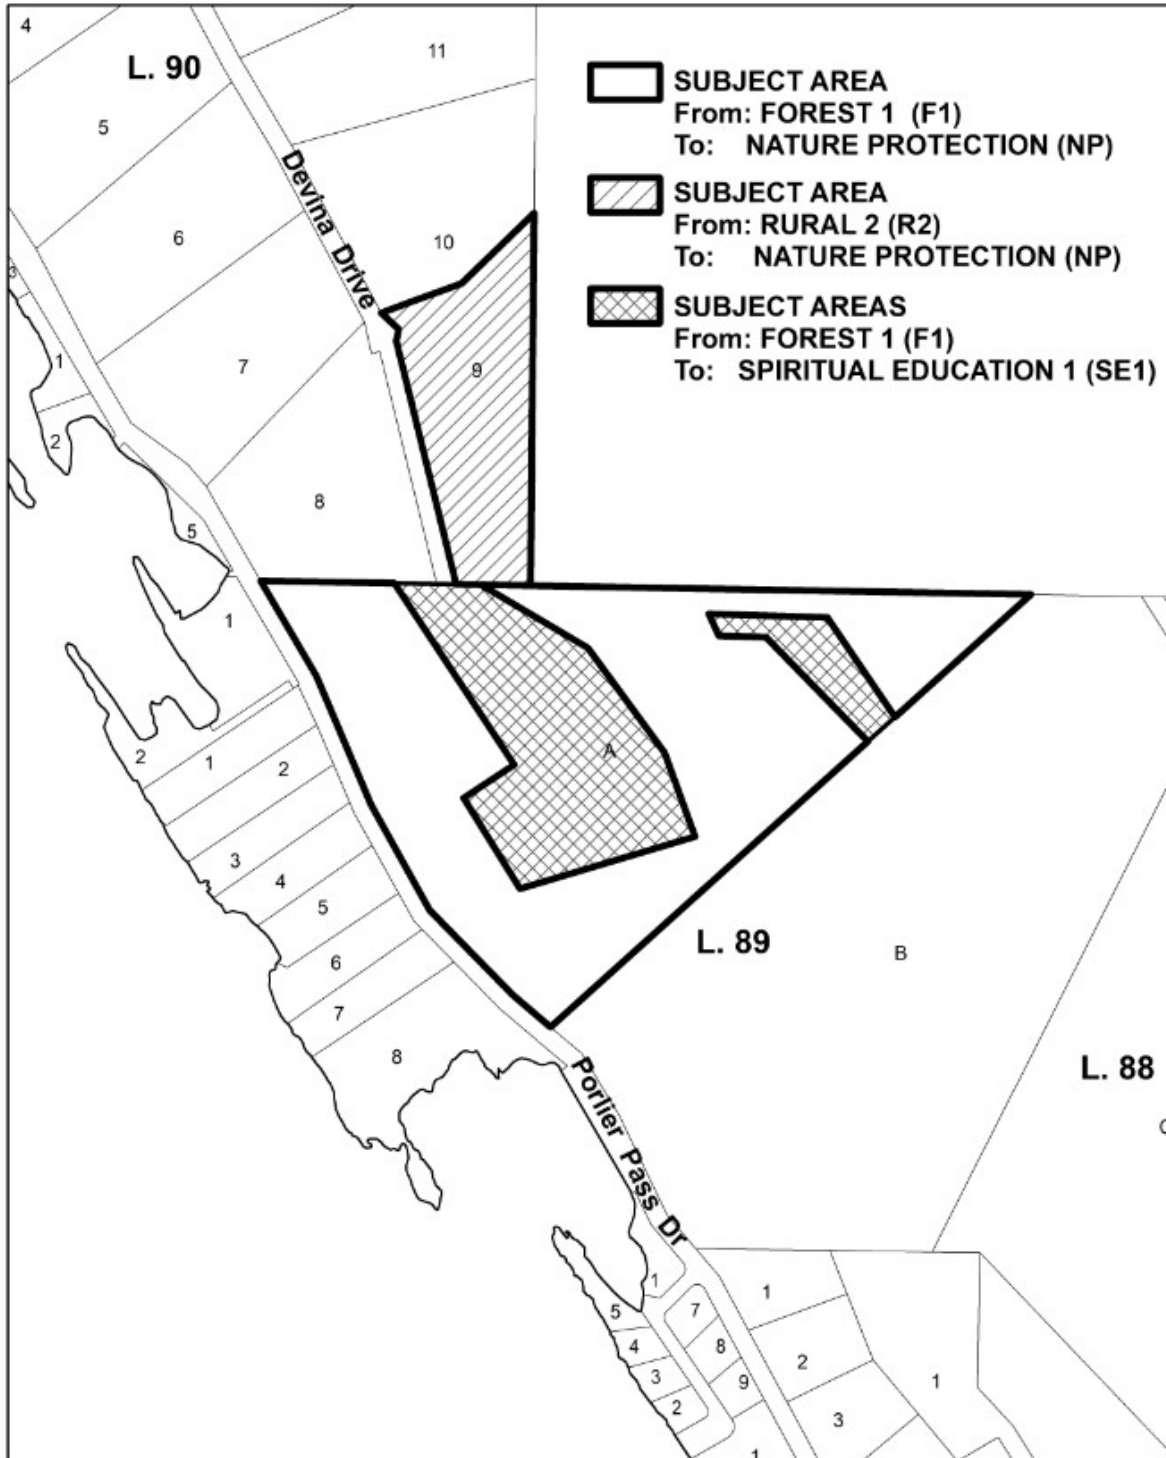 4
L. 90
11
5
SUBJECT AREA
From: FOREST 1 (F1)
To: NATURE PROTECTION (NP)
Devina Drive
SUBJECT AREA
From: RURAL 2 (R2)
To: NATURE PROTECTION (NP)
6
10
3
SUBJECT AREAS
From: FOREST 1 (F1)
To: SPIRITUAL EDUCATION 1 (SE1)
1
7
9
2
8
5
1
A
2
1
2
3
4
5
6
7
8
L. 89
B
L. 88
Porlier Pass Dr
1
5
7
1
4
8
2
3
9
1
2
3
1